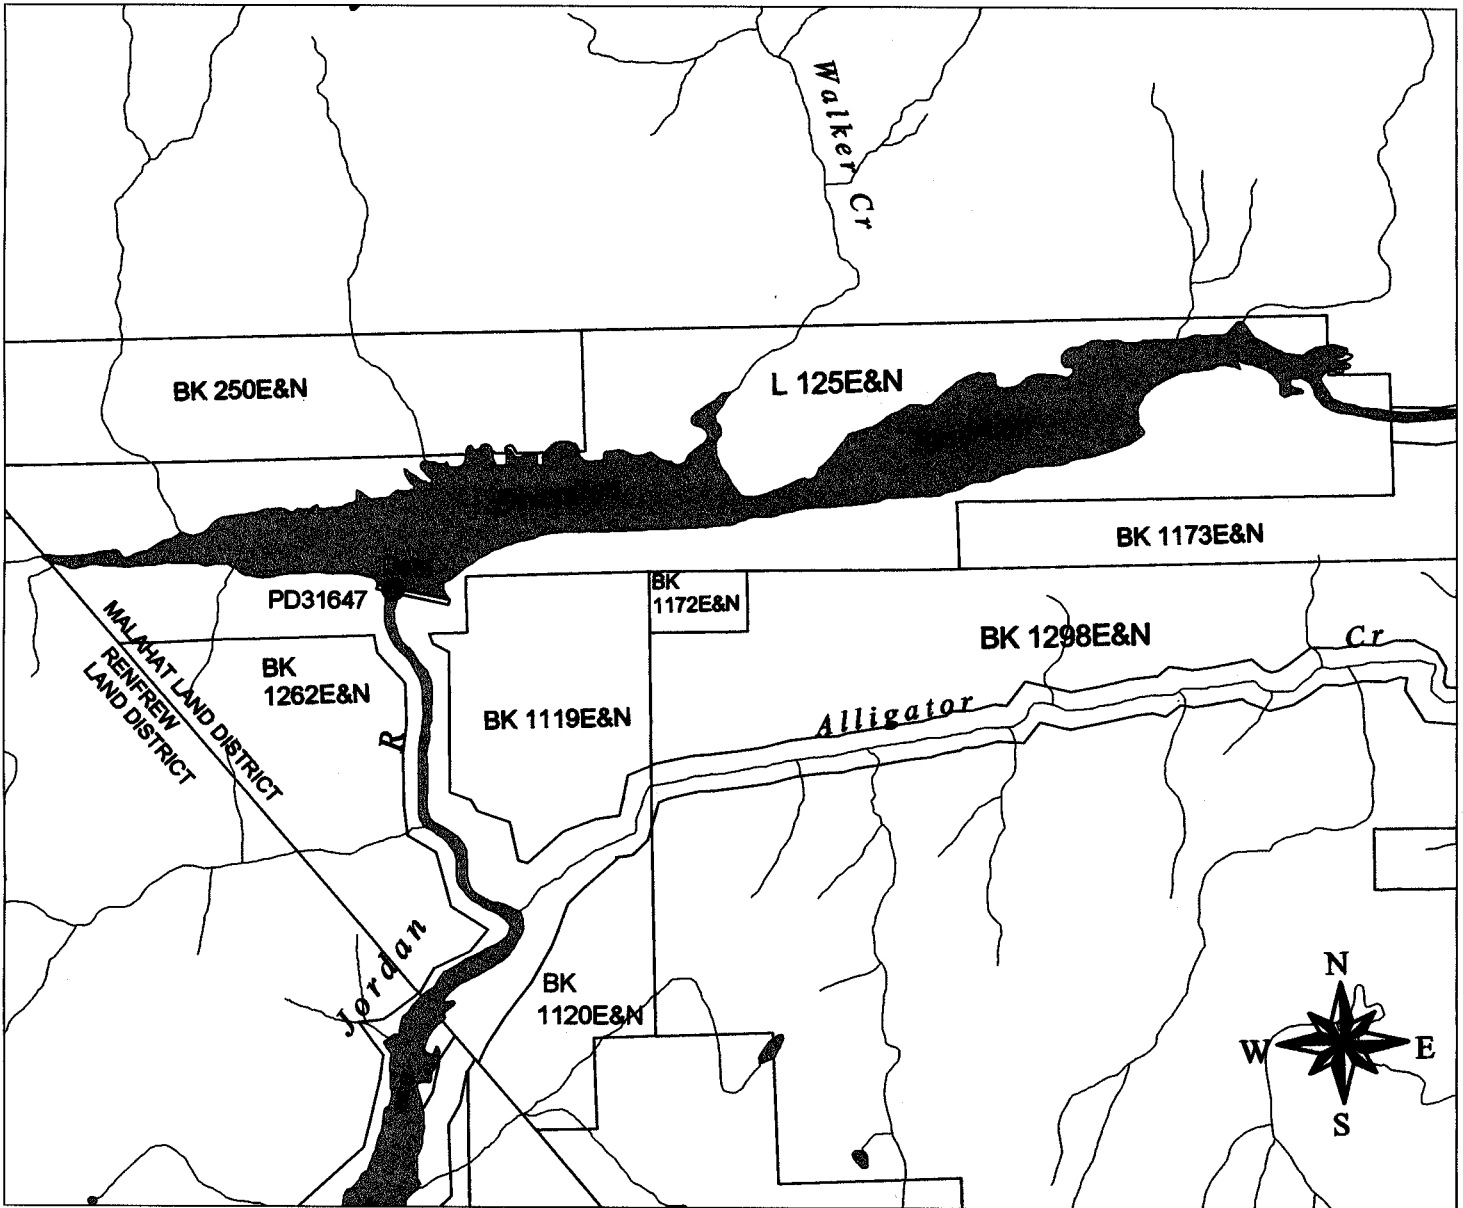 Walker Cr
BK 250E&N
L 125E&N
BK 1173E&N
PD31647
BK
1172E&N
BK 1298E&N
Cr
MALAHAT LAND DISTRICT
RENFREW
LAND DISTRICT
BK
1262E&N
BK 1119E&N
Alligator
R
Jordan
BK
1120E&N
N
W
E
S